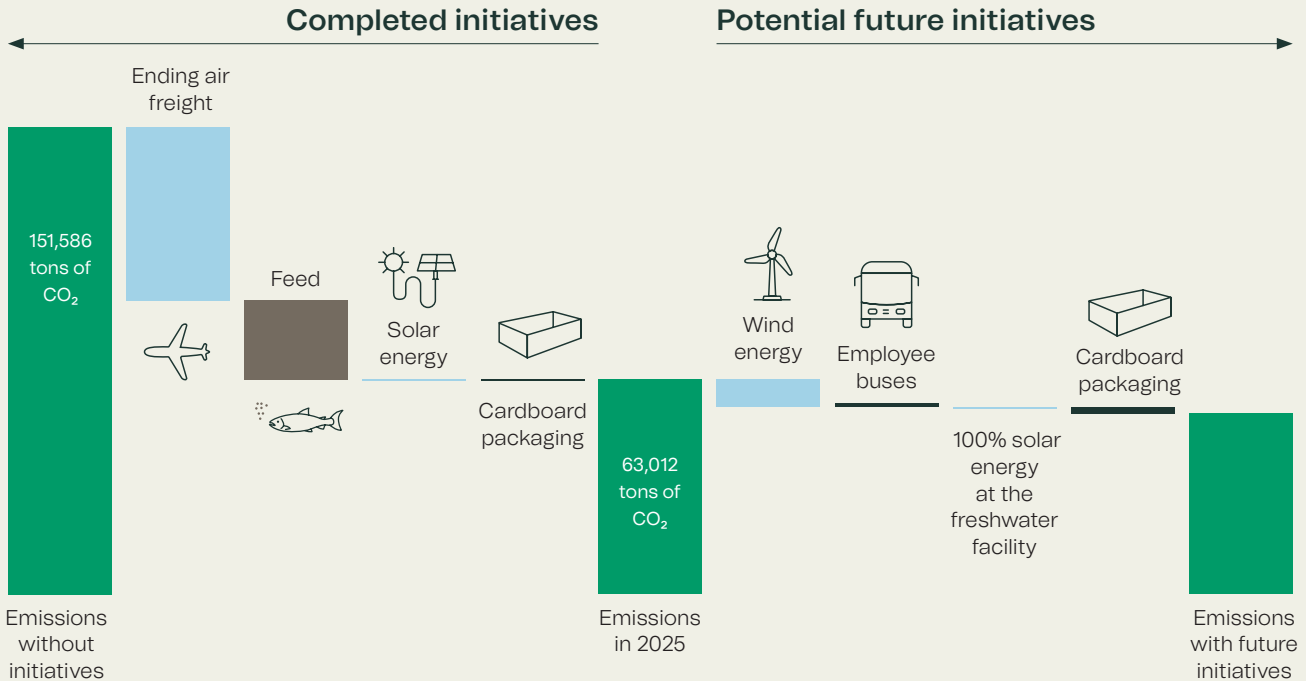 Completed initiatives
Potential future initiatives
Ending air
freight
151,586
tons of
CO₂
Feed
Solar
energy
Cardboard
packaging
63,012
tons of
CO₂
Wind
energy
Employee
buses
100% solar
energy
at the
freshwater
facility
Cardboard
packaging
Emissions
without
initiatives
Emissions
in 2025
Emissions
with future
initiatives